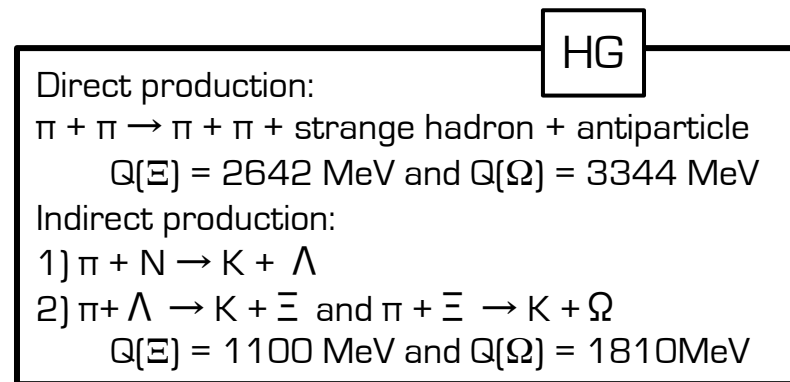 HG
Direct production:
π + π → π + π + strange hadron + antiparticle
Q(Ξ) = 2642 MeV and Q(Ω) = 3344 MeV
Indirect production:
1) π + N → K + Λ
2) π+ Λ → K + Ξ and π + Ξ → K + Ω
Q(Ξ) = 1100 MeV and Q(Ω) = 1810MeV